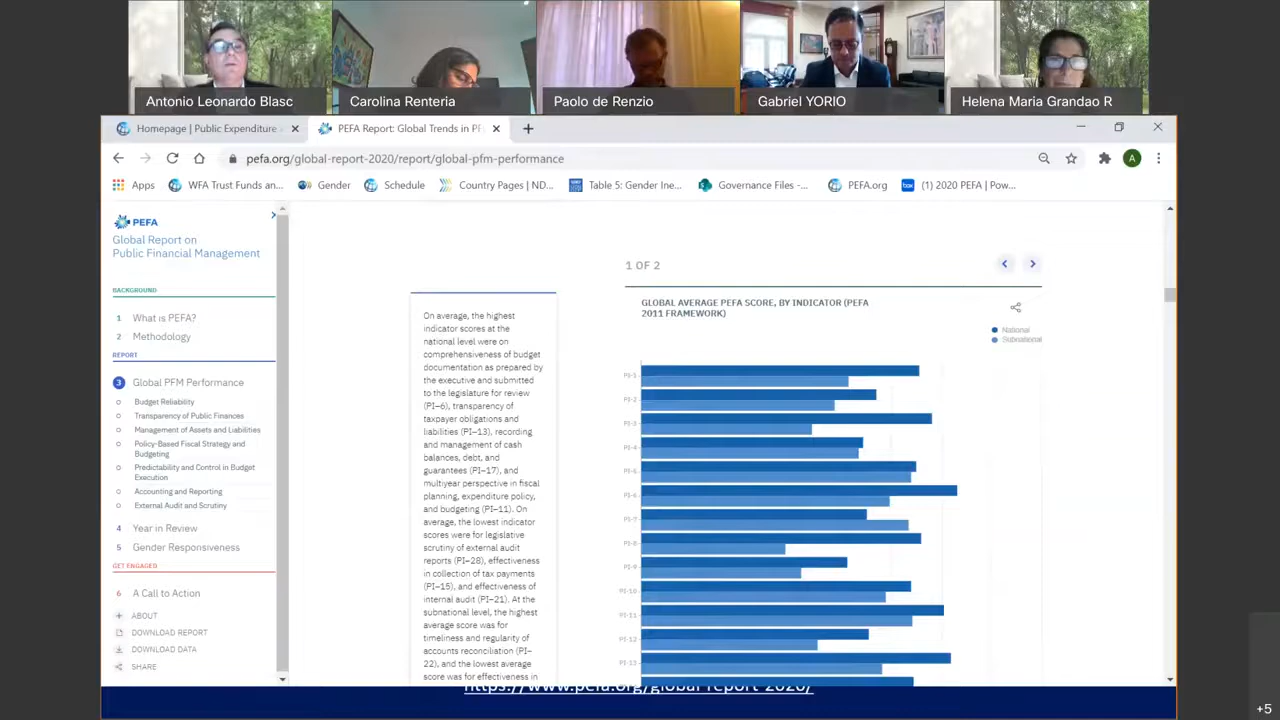 Antonio Leonardo Blasc
Carolina Renteria
Paolo de Renzio
Gabriel YORIO
Helena Maria Grandao R
Homepage | Public Expenditure a
PEFA Report: Global Trends in PF
pefa.org/global-report-2020/report/global-pfm-performance
A
Apps
WFA Trust Funds an...
Gender
Schedule
Country Pages | ND...
Table 5: Gender Ine...
Governance Files -...
PEFA.org
(1) 2020 PEFA | Pow...
PEFA
Global Report on
Public Financial Management
BACKGROUND
1 What is PEFA?
2 Methodology
REPORT
3 Global PFM Performance
Budget Reliability
Transparency of Public Finances
Management of Assets and Liabilities
Policy-Based Fiscal Strategy and
Budgeting
Predictability and Control in Budget
Execution
Accounting and Reporting
External Audit and Scrutiny
4 Year in Review
5 Gender Responsiveness
GET ENGAGED
6 A Call to Action
ABOUT
DOWNLOAD REPORT
DOWNLOAD DATA
SHARE
On average, the highest
indicator scores at the
national level were on
comprehensiveness of budget
documentation as prepared by
the executive and submitted
to the legislature for review
(PI–6), transparency of
taxpayer obligations and
liabilities (PI–13), recording
and management of cash
balances, debt, and
guarantees (PI–17), and
multiyear perspective in fiscal
planning, expenditure policy,
and budgeting (PI–11). On
average, the lowest indicator
scores were for legislative
scrutiny of external audit
reports (PI–28), effectiveness
in collection of tax payments
(PI–15), and effectiveness of
internal audit (PI–21). At the
subnational level, the highest
average score was for
timeliness and regularity of
accounts reconciliation (PI–
22), and the lowest average
score was for effectiveness in
1 OF 2
GLOBAL AVERAGE PEFA SCORE, BY INDICATOR (PEFA
2011 FRAMEWORK)
National
Subnational
PI-1
PI-2
PI-3
PI-4
PI-5
PI-6
PI-7
PI-8
PI-9
PI-10
PI-11
PI-12
PI-13
https://www.pefa.org/global-report-2020/
+5